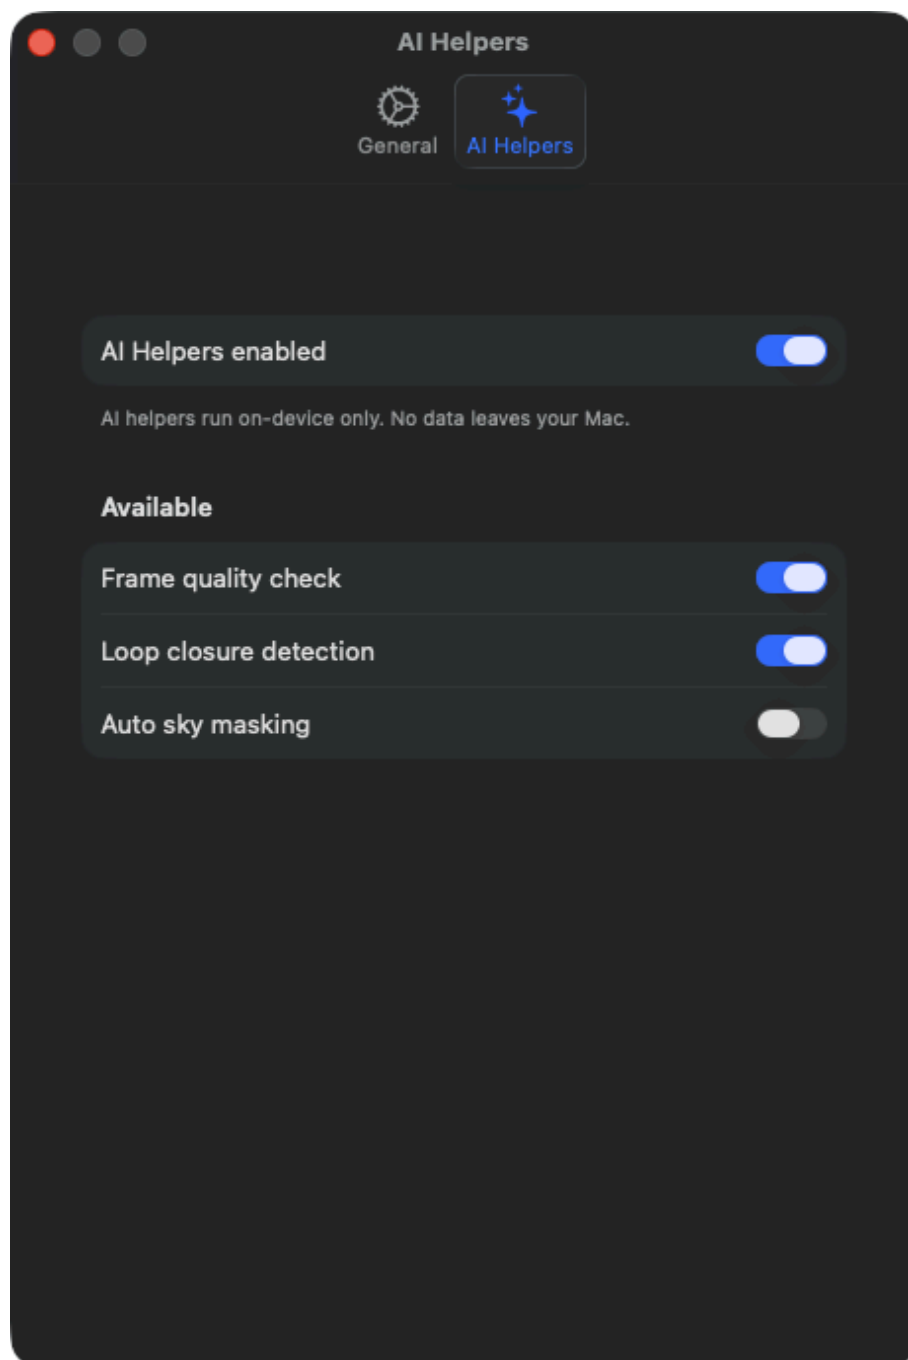 AI Helpers
General
AI Helpers
AI Helpers enabled
AI helpers run on-device only. No data leaves your Mac.
Available
Frame quality check
Loop closure detection
Auto sky masking